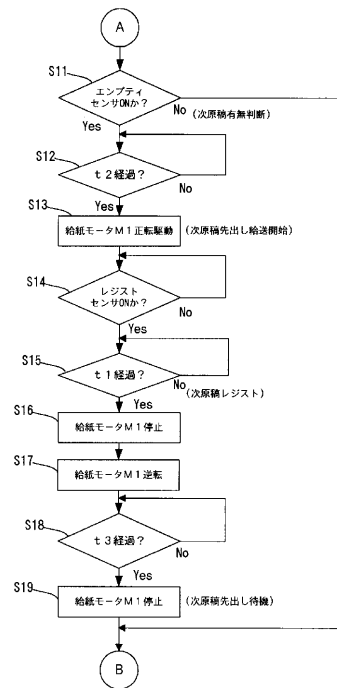 A
S11
エンプティ
センサONか?
No
(次原稿有無判断)
Yes
S12
t2経過?
No
Yes
S13
給紙モータM1正転駆動
(次原稿先出し給送開始)
S14
レジスト
センサONか?
No
Yes
S15
t1経過?
No
(次原稿レジスト)
Yes
S16
給紙モータM1停止
S17
給紙モータM1逆転
S18
t3経過?
No
Yes
S19
給紙モータM1停止
(次原稿先出し待機)
B